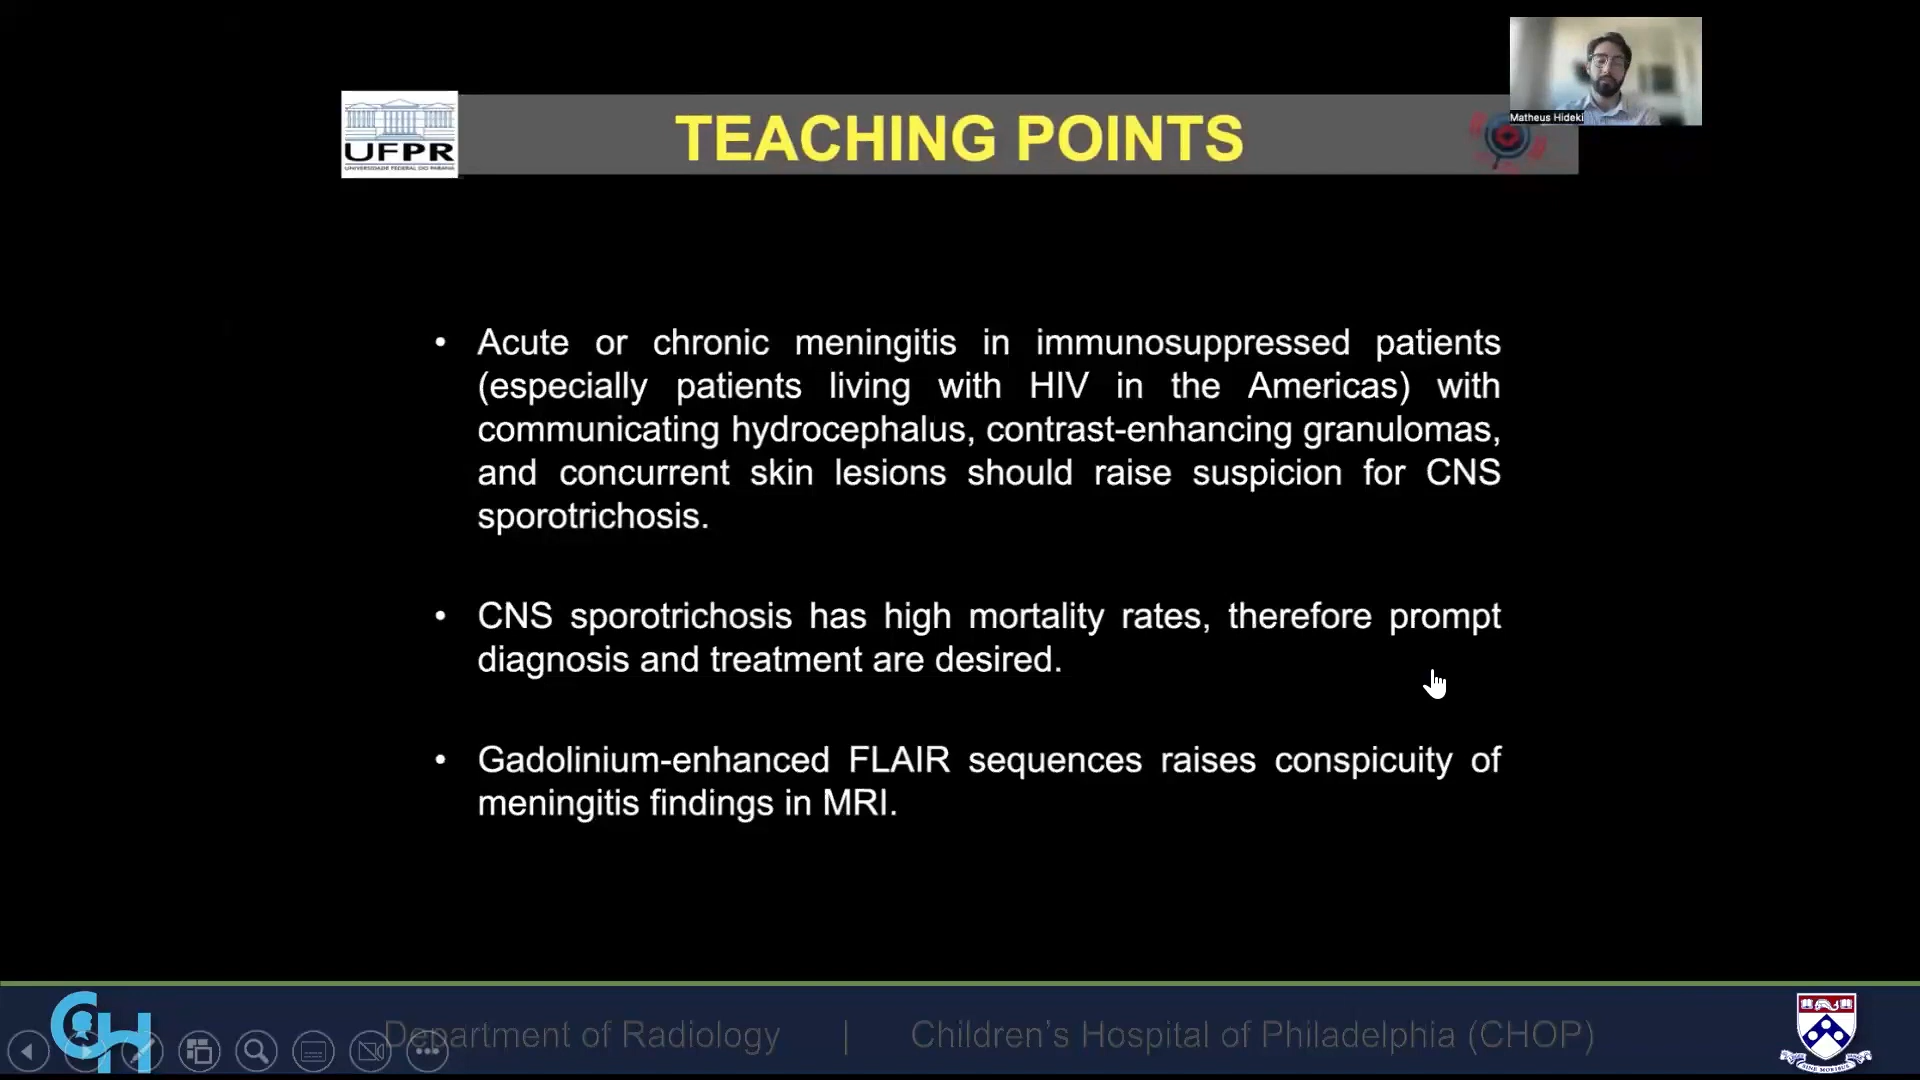 Matheus Hideki
UFPR
UNIVERSIDADE FEDERAL DO PARANÁ
TEACHING POINTS
• Acute or chronic meningitis in immunosuppressed patients
(especially patients living with HIV in the Americas) with
communicating hydrocephalus, contrast-enhancing granulomas,
and concurrent skin lesions should raise suspicion for CNS
sporotrichosis.
• CNS sporotrichosis has high mortality rates, therefore prompt
diagnosis and treatment are desired.
• Gadolinium-enhanced FLAIR sequences raises conspicuity of
meningitis findings in MRI.
CH
Department of Radiology | Children’s Hospital of Philadelphia (CHOP)